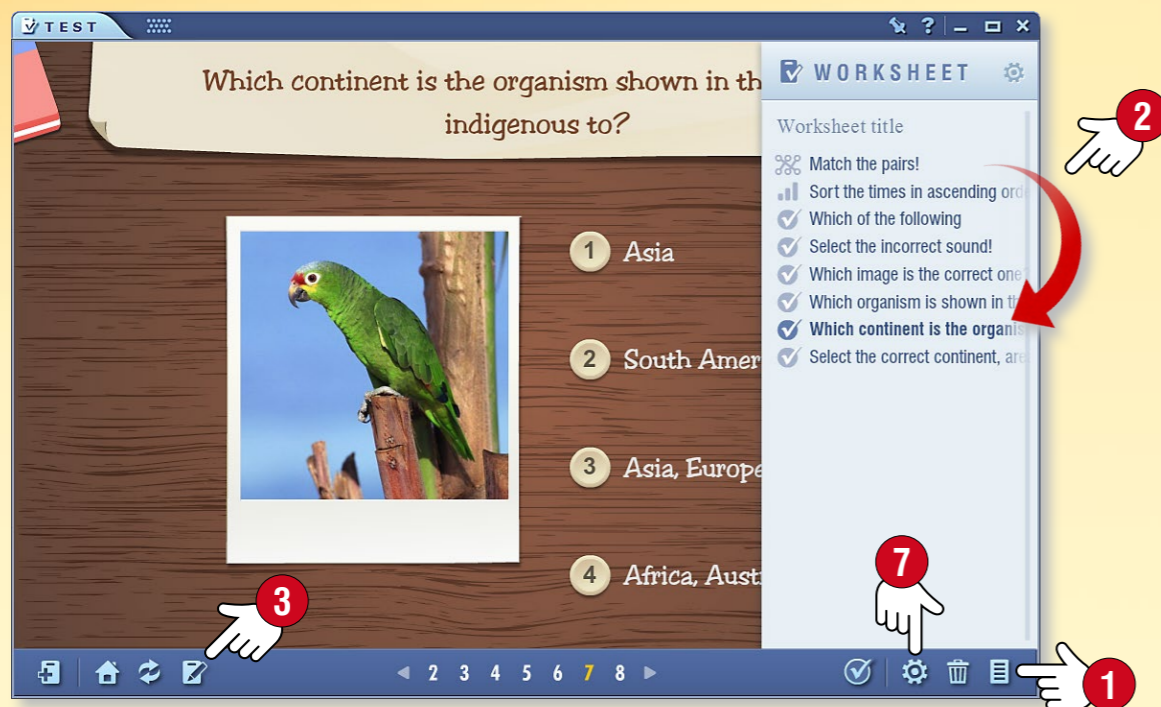 TEST
?
Which continent is the organism shown in th
indigenous to?
1 Asia
2 South Amer
3 Asia, Europe
4 Africa, Aust
WORKSHEET
Worksheet title
Match the pairs!
Sort the times in ascending orde
Which of the following
Select the incorrect sound!
Which image is the correct one?
Which organism is shown in th
Which continent is the organis
Select the correct continent, are
2
3
7
1
2 3 4 5 6 7 8